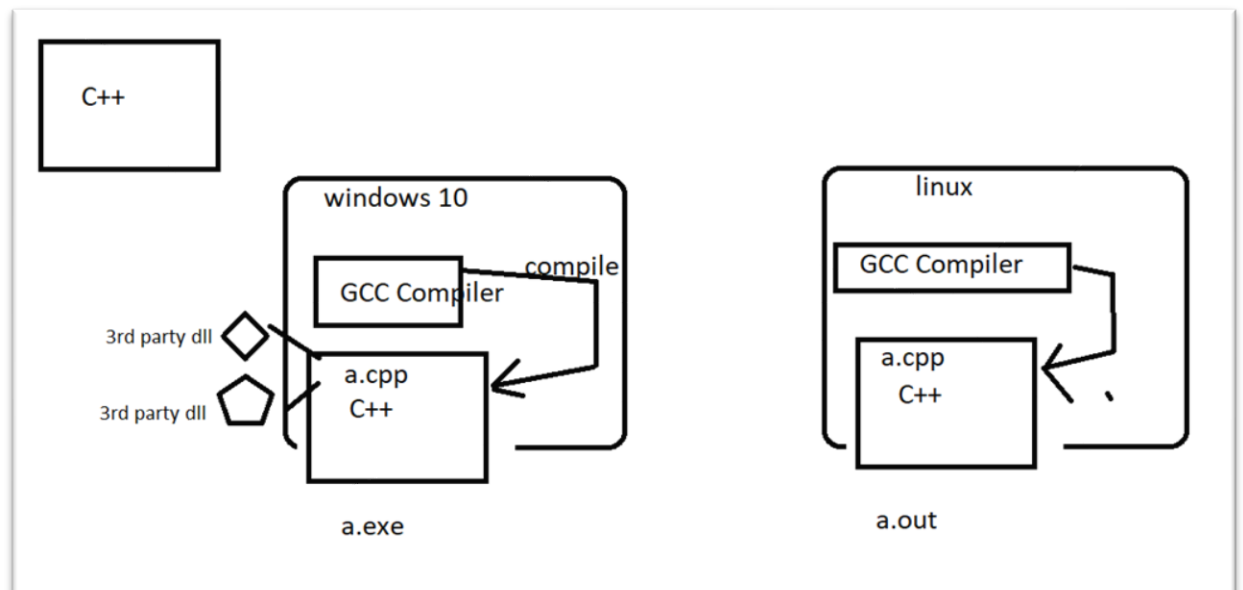 C++
windows 10
compile
GCC Compiler
3rd party dll
a.cpp
C++
3rd party dll
a.exe
linux
GCC Compiler
a.cpp
C++
a.out